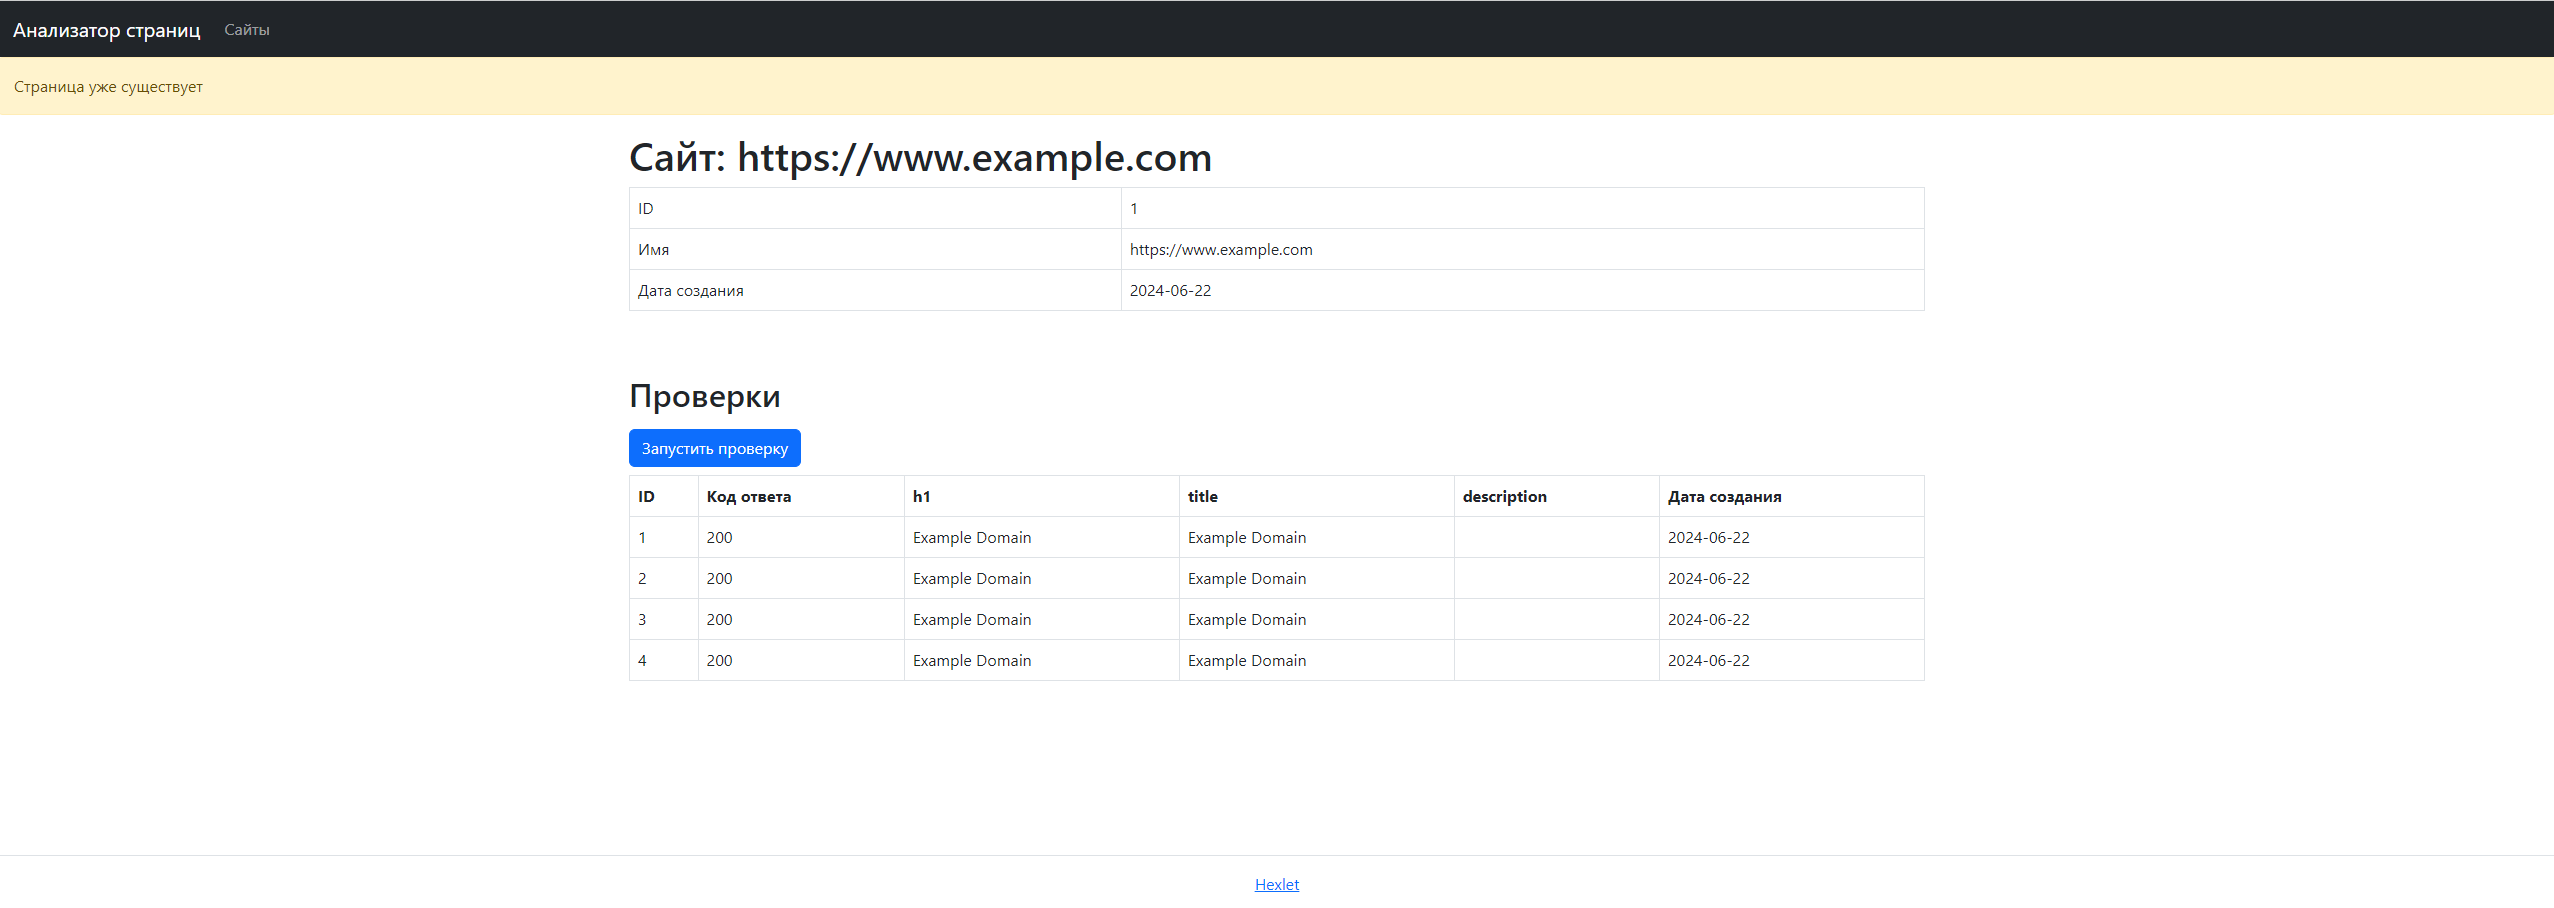 Анализатор страниц Сайты
Страница уже существует
Сайт: https://www.example.com
ID 1
Имя https://www.example.com
Дата создания 2024-06-22
Проверки
Запустить проверку
ID Код ответа h1 title description Дата создания
1 200 Example Domain Example Domain 2024-06-22
2 200 Example Domain Example Domain 2024-06-22
3 200 Example Domain Example Domain 2024-06-22
4 200 Example Domain Example Domain 2024-06-22
Hexlet